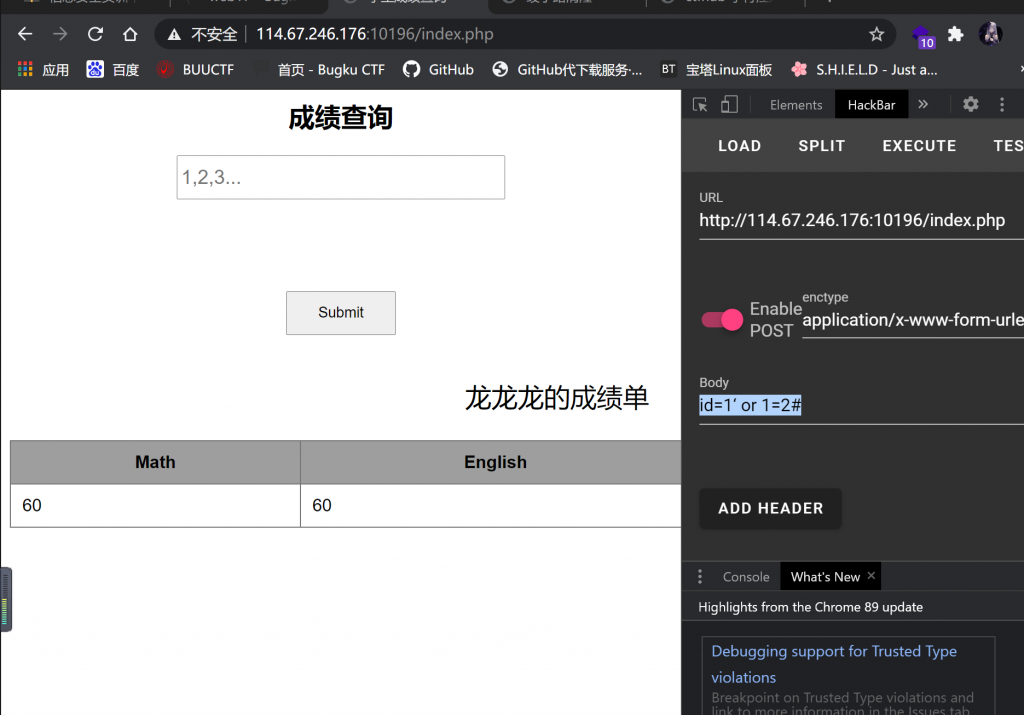 不安全 114.67.246.176:10196/index.php
10
应用 百度 BUUCTF 首页 - Bugku CTF GitHub GitHub代下载服务·... BT 宝塔Linux面板 S.H.I.E.L.D - Just a...
成绩查询
1,2,3...
Submit
龙龙龙的成绩单
Math English
60 60
Elements HackBar
LOAD SPLIT EXECUTE TES
URL
http://114.67.246.176:10196/index.php
Enable POST
enctype
application/x-www-form-urle
Body
id=1‘ or 1=2#
ADD HEADER
Console What's New
Highlights from the Chrome 89 update
Debugging support for Trusted Type
violations
Breakpoint on Trusted Type violations and
link to more information in the Issues tab